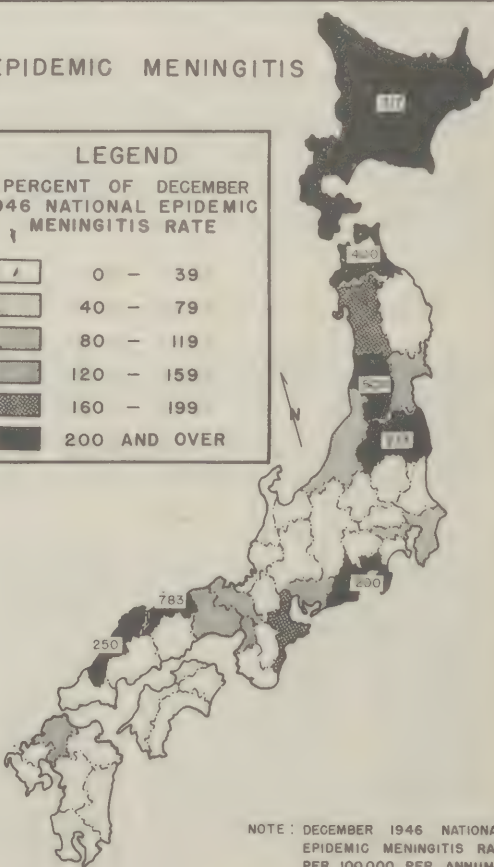 EPIDEMIC MENINGITIS
LEGEND
PERCENT OF DECEMBER
946 NATIONAL EPIDEMIC
MENINGITIS RATE
0 – 39
40 – 79
80 – 119
120 – 159
160 – 199
200 AND OVER
N
783
250
NOTE : DECEMBER 1946 NATIONA
EPIDEMIC MENINGITIS RA
PER 100,000 PER ANNUM